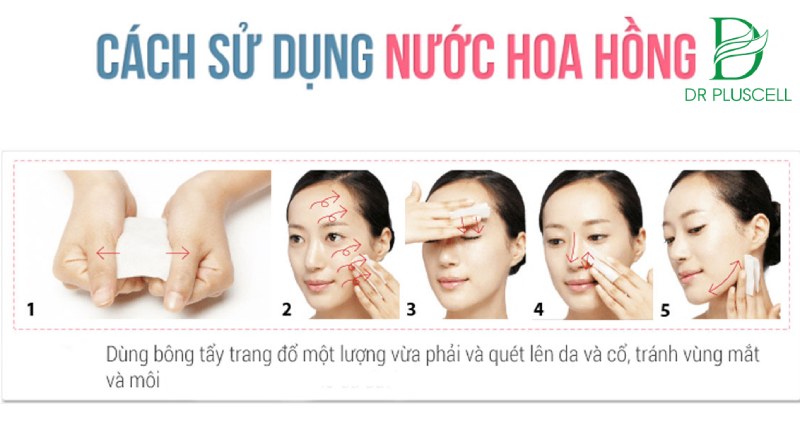 CÁCH SỬ DỤNG NƯỚC HOA HỒNG
DR PLUSCELL
1
2
3
4
5
Dùng bông tẩy trang đổ một lượng vừa phải và quét lên da và cổ, tránh vùng mắt
và môi